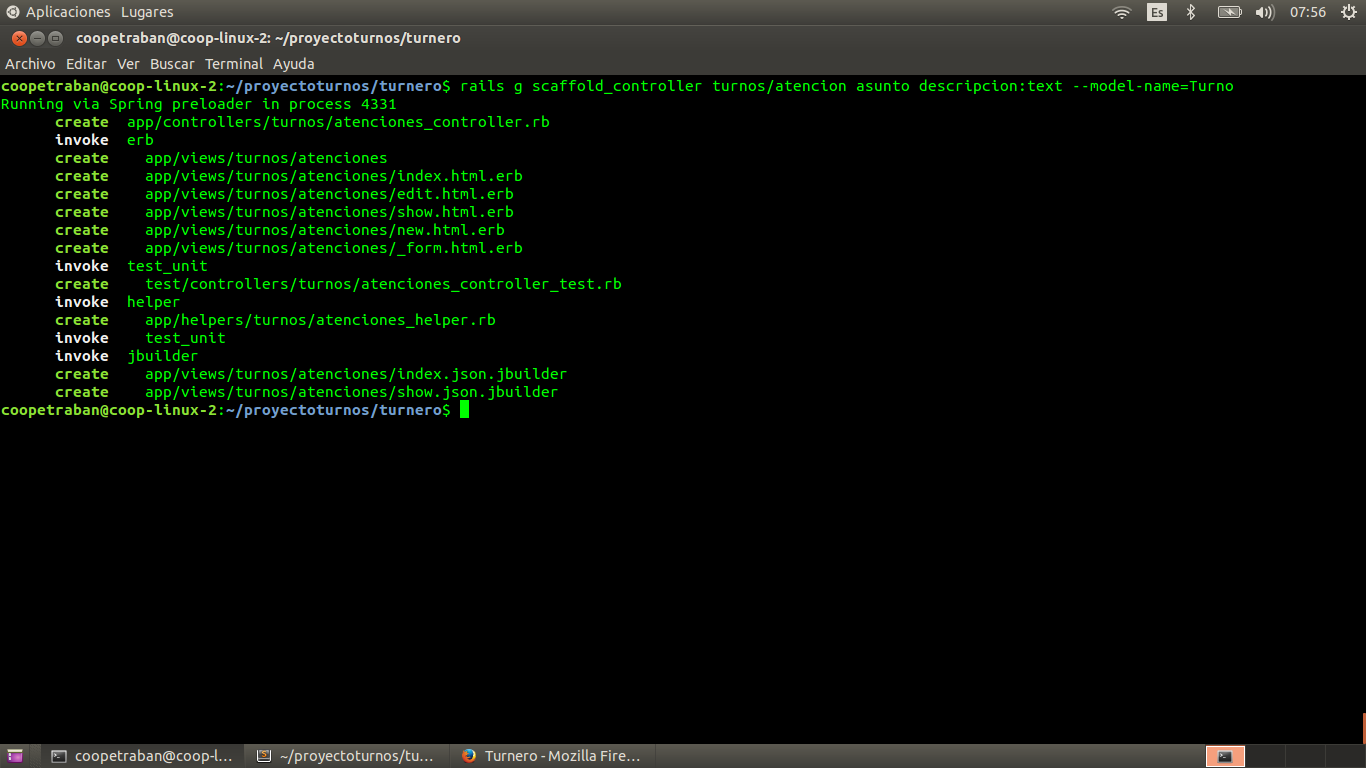 Aplicaciones Lugares Es 07:56
coopetraban@coop-linux-2: ~/proyectoturnos/turnero
Archivo Editar Ver Buscar Terminal Ayuda
coopetraban@coop-linux-2:~/proyectoturnos/turnero$ rails g scaffold_controller turnos/atencion asunto descripcion:text --model-name=Turno
Running via Spring preloader in process 4331
create app/controllers/turnos/atenciones_controller.rb
invoke erb
create app/views/turnos/atenciones
create app/views/turnos/atenciones/index.html.erb
create app/views/turnos/atenciones/edit.html.erb
create app/views/turnos/atenciones/show.html.erb
create app/views/turnos/atenciones/new.html.erb
create app/views/turnos/atenciones/_form.html.erb
invoke test_unit
create test/controllers/turnos/atenciones_controller_test.rb
invoke helper
create app/helpers/turnos/atenciones_helper.rb
invoke test_unit
invoke jbuilder
create app/views/turnos/atenciones/index.json.jbuilder
create app/views/turnos/atenciones/show.json.jbuilder
coopetraban@coop-linux-2:~/proyectoturnos/turnero$
coopetraban@coop-l... ~/proyectoturnos/tu... Turnero - Mozilla Fire...